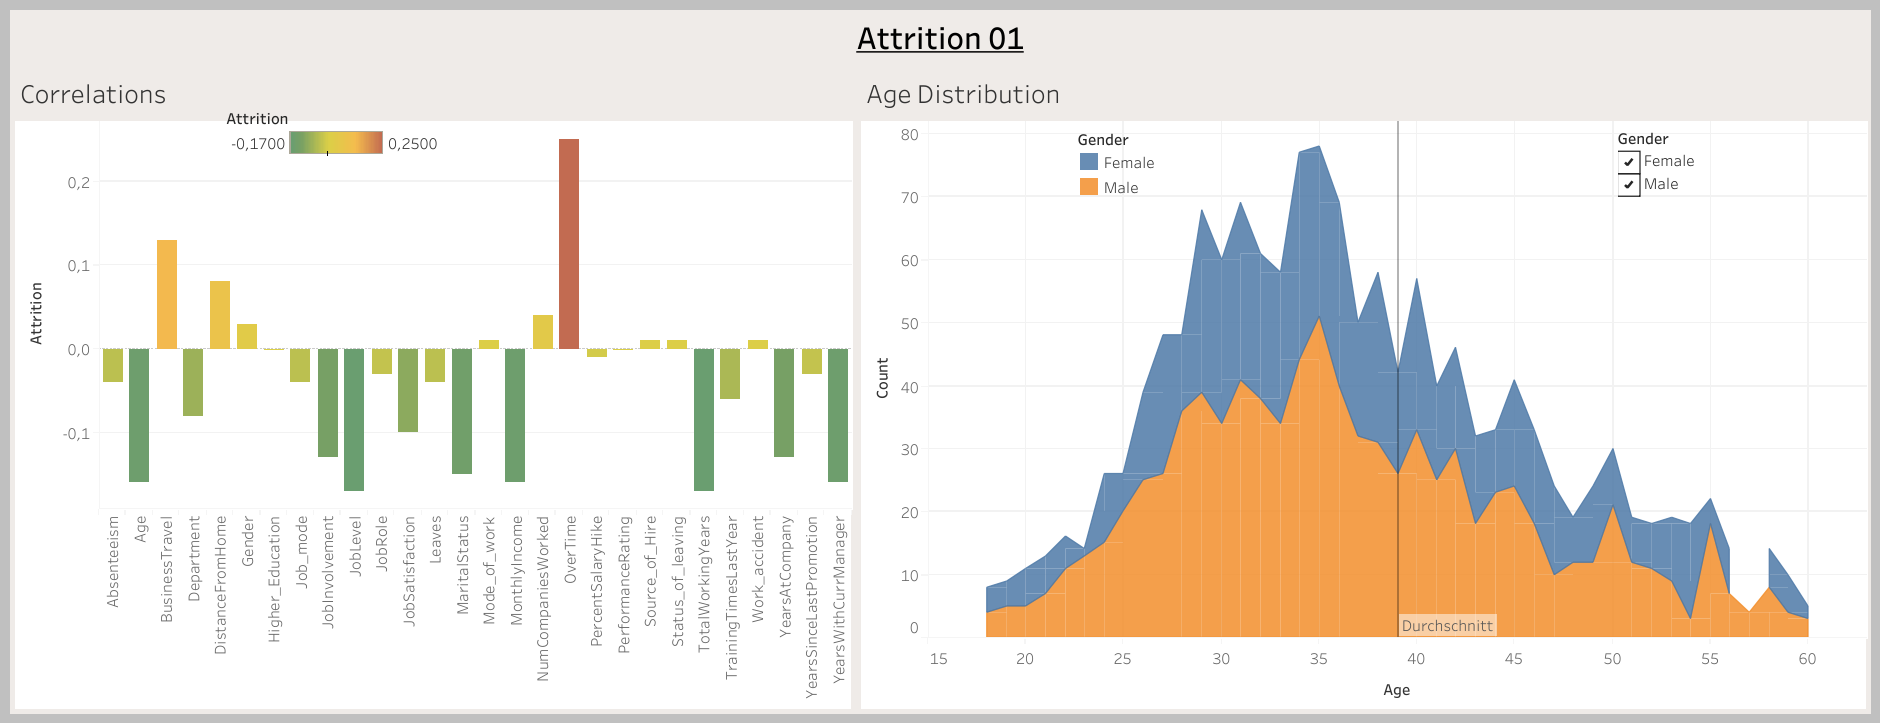 Attrition 01
Correlations
Attrition
-0,1700 0,2500
Attrition
0,2
0,1
0,0
-0,1
Absenteeism
Age
BusinessTravel
Department
DistanceFromHome
Gender
Higher_Education
Job_mode
JobInvolvement
JobLevel
JobRole
JobSatisfaction
Leaves
MaritalStatus
Mode_of_work
MonthlyIncome
NumCompaniesWorked
OverTime
PercentSalaryHike
PerformanceRating
Source_of_Hire
Status_of_leaving
TotalWorkingYears
TrainingTimesLastYear
Work_accident
YearsAtCompany
YearsSinceLastPromotion
YearsWithCurrManager
Age Distribution
Gender
Female
Male
Gender
Female
Male
Count
80
70
60
50
40
30
20
10
0
Durchschnitt
15 20 25 30 35 40 45 50 55 60
Age